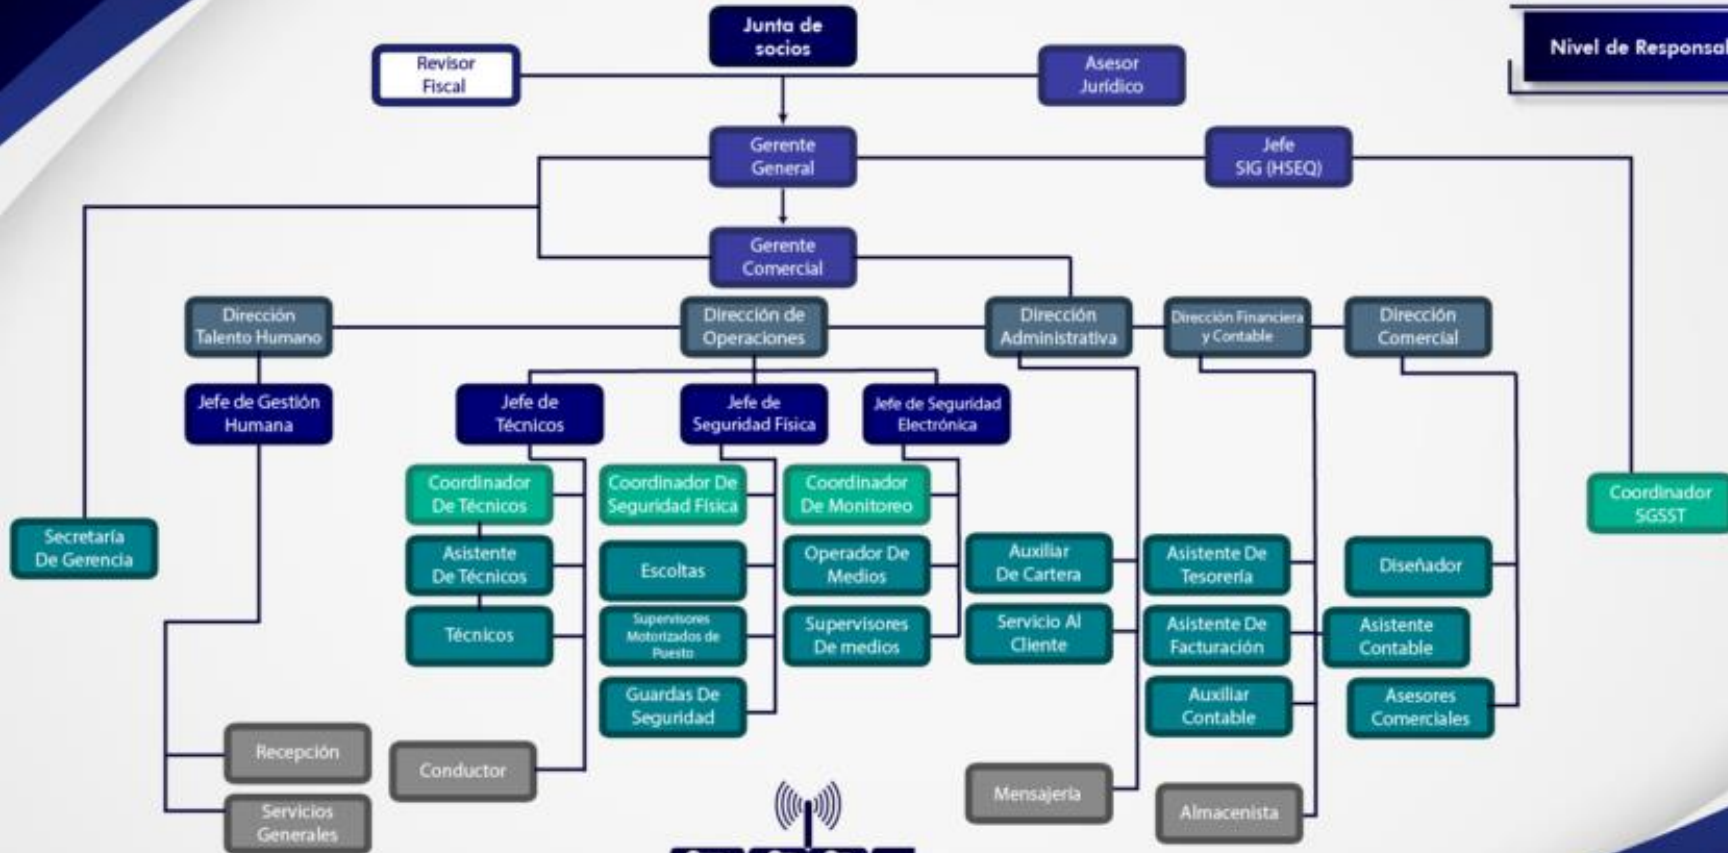 Junta de
socios
Nivel de Responsal
Revisor
Fiscal
Asesor
Jurídico
Gerente
General
Jefe
SIG (HSEQ)
Gerente
Comercial
Dirección
Talento Humano
Dirección de
Operaciones
Dirección
Administrativa
Dirección Financiera
y Contable
Dirección
Comercial
Jefe de Gestión
Humana
Jefe de
Técnicos
Jefe de
Seguridad Física
Jefe de Seguridad
Electrónica
Coordinador
De Técnicos
Coordinador De
Seguridad Física
Coordinador
De Monitoreo
Coordinador
SGSST
Secretaría
De Gerencia
Asistente
De Técnicos
Escoltas
Operador De
Medios
Auxiliar
De Cartera
Asistente De
Tesorería
Diseñador
Técnicos
Supervisores
Motorizados de
Puesto
Supervisores
De medios
Servicio Al
Cliente
Asistente De
Facturación
Asistente
Contable
Guardas De
Seguridad
Auxiliar
Contable
Asesores
Comerciales
Recepción
Conductor
Mensajería
Almacenista
Servicios
Generales